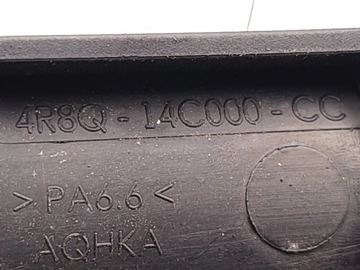 4R8Q - 14C000 - CC
> PA6.6 <
AQHKA